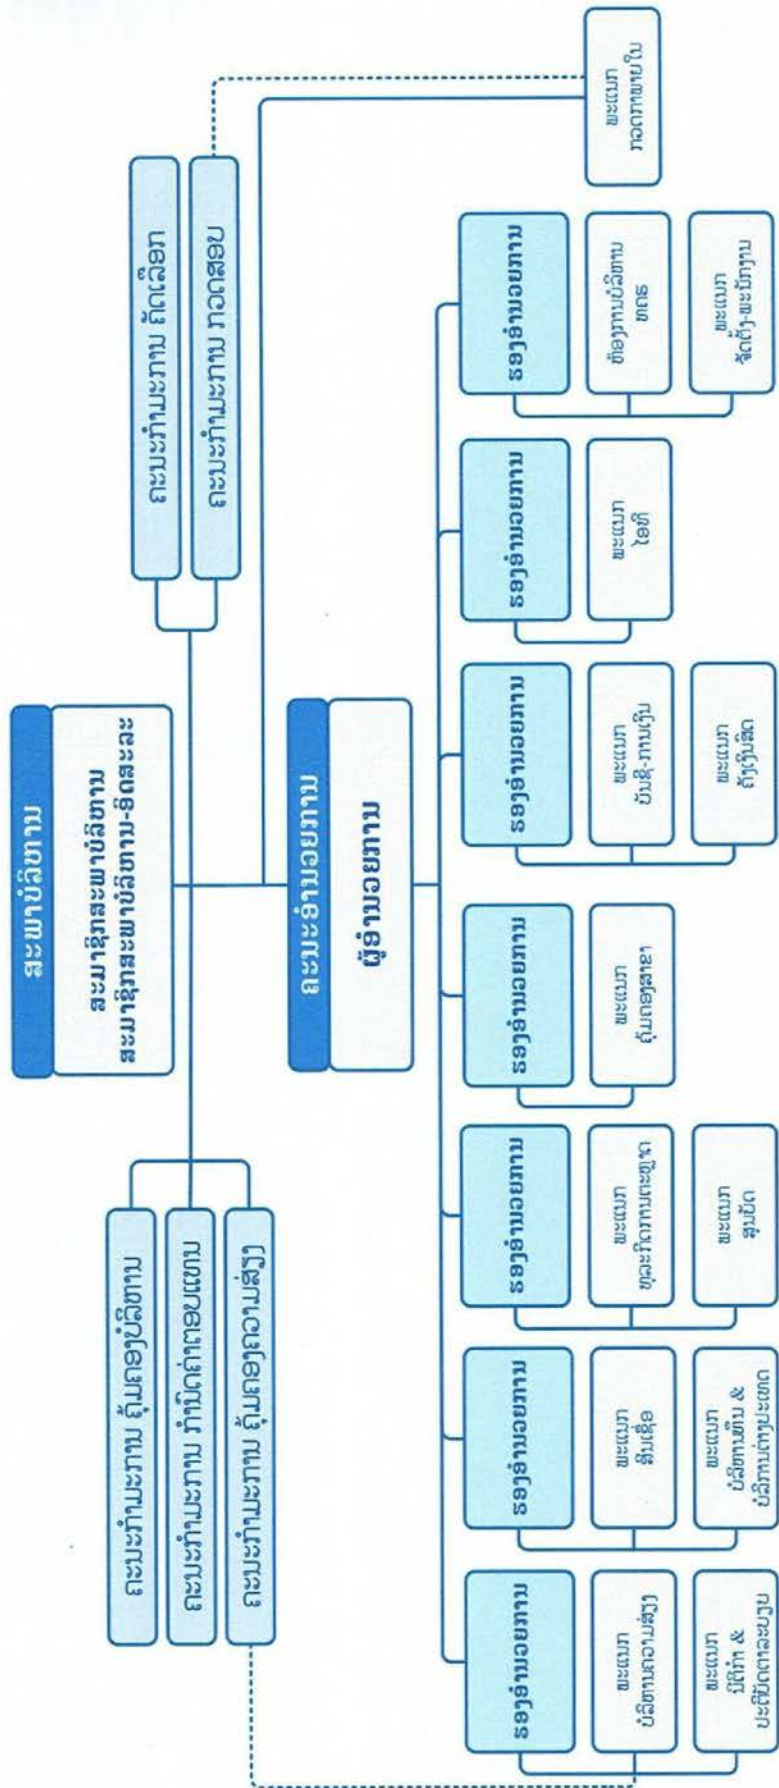 ສະພາບໍລິຫານ
ສະມາຊິກສະພາບໍລິຫານ
ສະມາຊິກສະພາບໍລິຫານ-ອິດສະລະ
ຄະນະກຳມະການ ຄຸ້ມຄອງບໍລິຫານ
ຄະນະກຳມະການ ກຳນົດຄ່າຕອບແທນ
ຄະນະກຳມະການ ຄຸ້ມຄອງຄວາມສ່ຽງ
ຄະນະກຳມະການ ຄັດເລືອກ
ຄະນະກຳມະການ ກວດສອບ
ຄະນະອຳນວຍການ
ຜູ້ອຳນວຍການ
ພະແນກ
ກວດກາພາຍໃນ
ຮອງອຳນວຍການ
ພະແນກ
ບໍລິຫານຄວາມສ່ຽງ
ພະແນກ
ນິຕິກຳ &
ປະຕິບັດຕາມລະບຽບ
ຮອງອຳນວຍການ
ພະແນກ
ສິນເຊື່ອ
ພະແນກ
ບໍລິຫານທຶນ &
ບໍລິການຕ່າງປະເທດ
ຮອງອຳນວຍການ
ພະແນກ
ທຸລະກິດການທະນາຄານ
ພະແນກ
ສູນບັດ
ຮອງອຳນວຍການ
ພະແນກ
ຄຸ້ມຄອງສາຂາ
ຮອງອຳນວຍການ
ພະແນກ
ບັນຊີ-ການເງິນ
ພະແນກ
ຄັງເງິນສົດ
ຮອງອຳນວຍການ
ພະແນກ
ໄອທີ
ຮອງອຳນວຍການ
ຫ້ອງການບໍລິຫານ
ທຄຮ
ພະແນກ
ຈັດຕັ້ງ-ພະນັກງານ